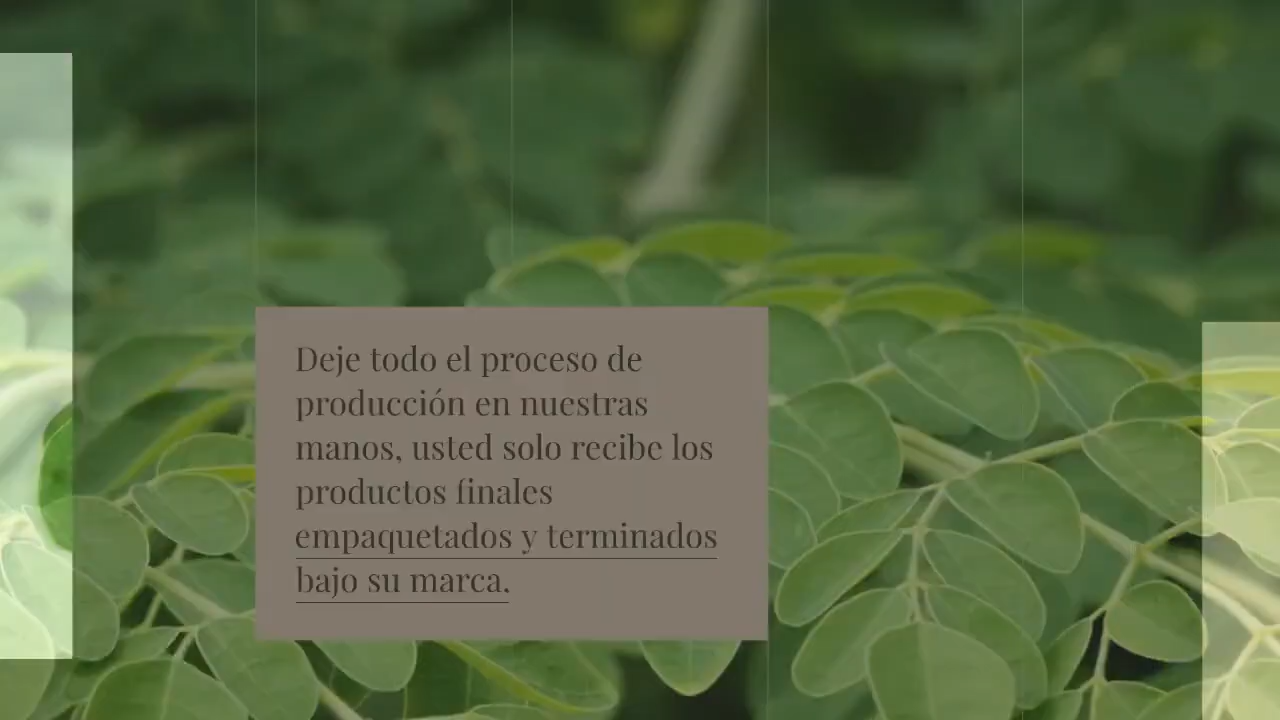 Deje todo el proceso de
producción en nuestras
manos, usted solo recibe los
productos finales
empaquetados y terminados
bajo su marca.